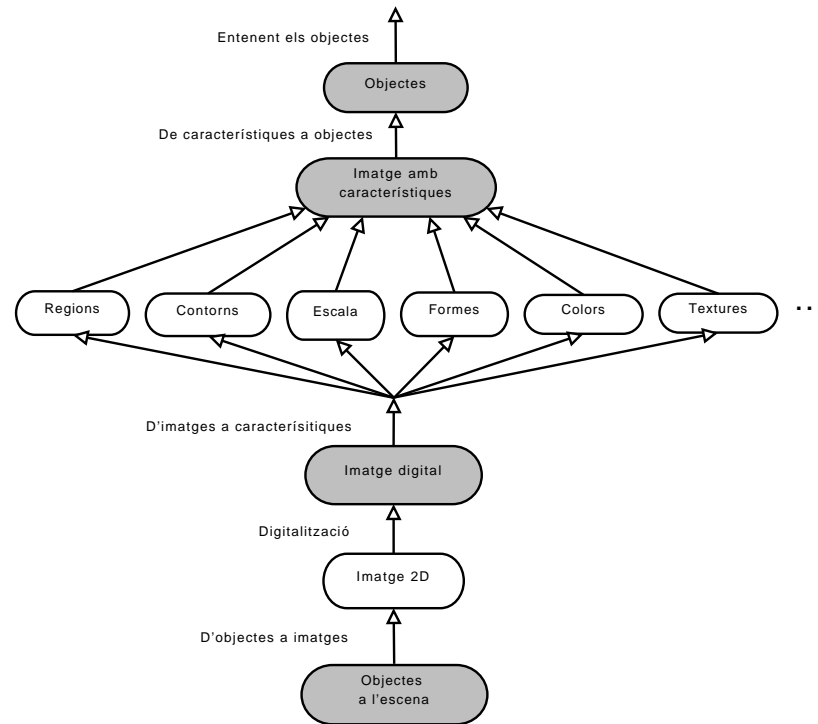 Entenent els objectes
Objectes
De característiques a objectes
Imatge amb
característiques
Regions
Contorns
Escala
Formes
Colors
Textures
..
D'imatges a caracterísitiques
Imatge digital
Digitalització
Imatge 2D
D'objectes a imatges
Objectes
a l'escena